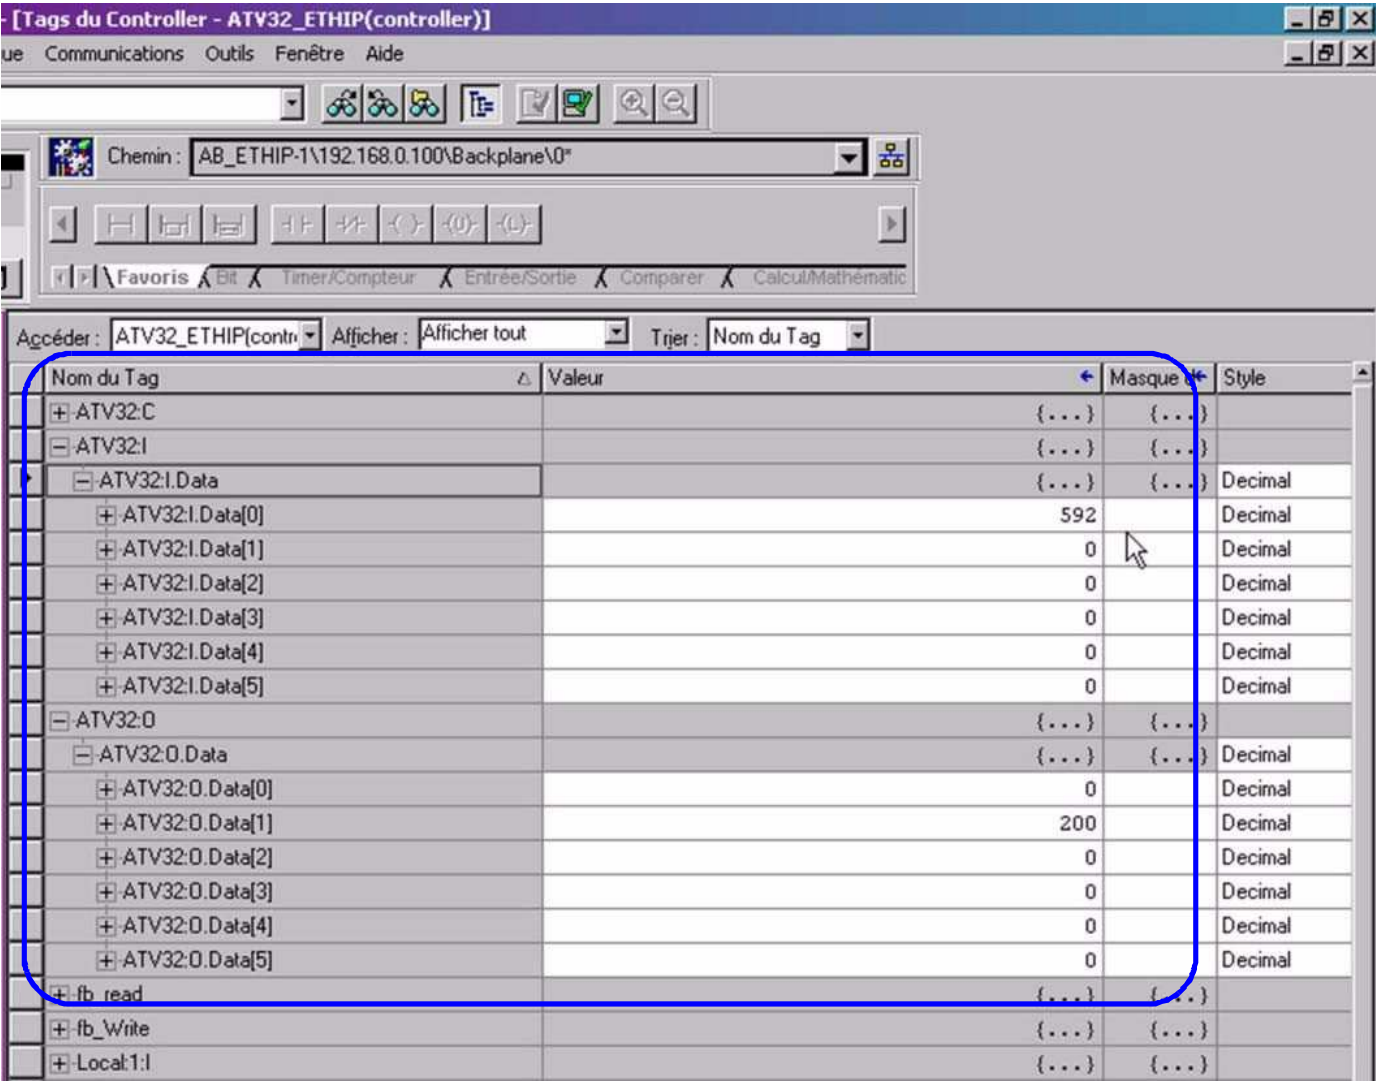 - [Tags du Controller - ATV32_ETHIP(controller)]
ue Communications Outils Fenêtre Aide
Chemin : AB_ETHIP-1\192.168.0.100\Backplane\0*
Favoris Bit Timer/Compteur Entrée/Sortie Comparer Calcul/Mathématic
Accéder : ATV32_ETHIP(contr Afficher : Afficher tout Trier : Nom du Tag
Nom du Tag Valeur Masque d Style
ATV32:C {...} {...}
ATV32:I {...} {...}
ATV32:I.Data {...} {...} Decimal
ATV32:I.Data[0] 592 Decimal
ATV32:I.Data[1] 0 Decimal
ATV32:I.Data[2] 0 Decimal
ATV32:I.Data[3] 0 Decimal
ATV32:I.Data[4] 0 Decimal
ATV32:I.Data[5] 0 Decimal
ATV32:O {...} {...}
ATV32:O.Data {...} {...} Decimal
ATV32:O.Data[0] 0 Decimal
ATV32:O.Data[1] 200 Decimal
ATV32:O.Data[2] 0 Decimal
ATV32:O.Data[3] 0 Decimal
ATV32:O.Data[4] 0 Decimal
ATV32:O.Data[5] 0 Decimal
fb_read {...} {...}
fb_Write {...} {...}
Local:1:I {...} {...}